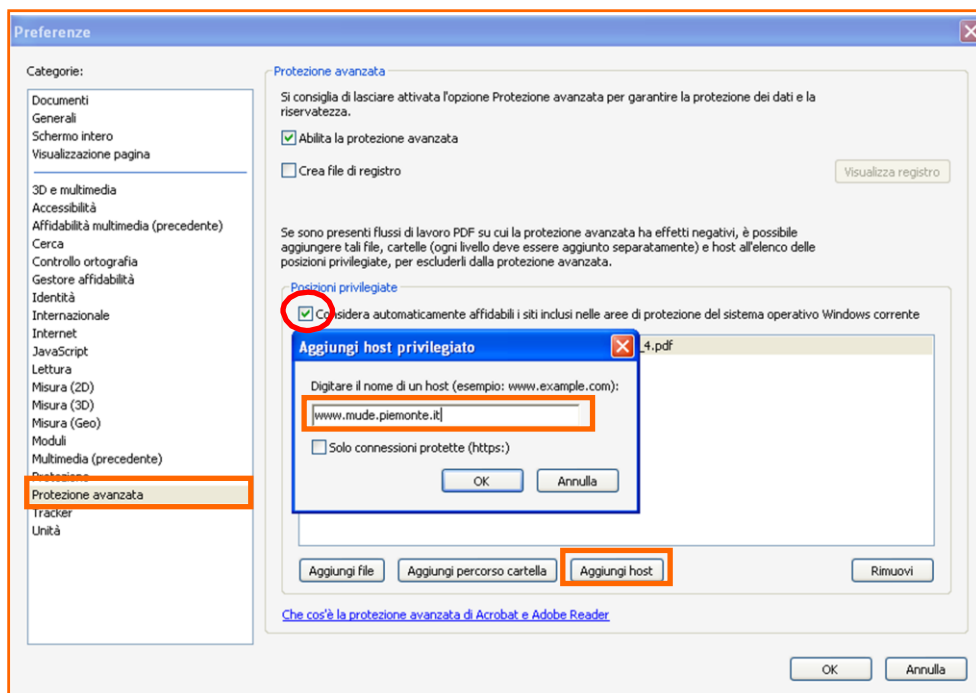 Preferenze
Categorie:
Documenti
Generali
Schermo intero
Visualizzazione pagina
3D e multimedia
Accessibilità
Affidabilità multimedia (precedente)
Cerca
Controllo ortografia
Gestore affidabilità
Identità
Internazionale
Internet
JavaScript
Lettura
Misura (2D)
Misura (3D)
Misura (Geo)
Moduli
Multimedia (precedente)
Protezione
Protezione avanzata
Tracker
Unità
Protezione avanzata
Si consiglia di lasciare attivata l'opzione Protezione avanzata per garantire la protezione dei dati e la
riservatezza.
Abilita la protezione avanzata
Crea file di registro
Visualizza registro
Se sono presenti flussi di lavoro PDF su cui la protezione avanzata ha effetti negativi, è possibile
aggiungere tali file, cartelle (ogni livello deve essere aggiunto separatamente) e host all'elenco delle
posizioni privilegiate, per escluderli dalla protezione avanzata.
Posizioni privilegiate
Considera automaticamente affidabili i siti inclusi nelle aree di protezione del sistema operativo Windows corrente
_4.pdf
Aggiungi host privilegiato
Digitare il nome di un host (esempio: www.example.com):
www.mude.piemonte.it
Solo connessioni protette (https:)
OK
Annulla
Aggiungi file
Aggiungi percorso cartella
Aggiungi host
Rimuovi
Che cos'è la protezione avanzata di Acrobat e Adobe Reader
OK
Annulla